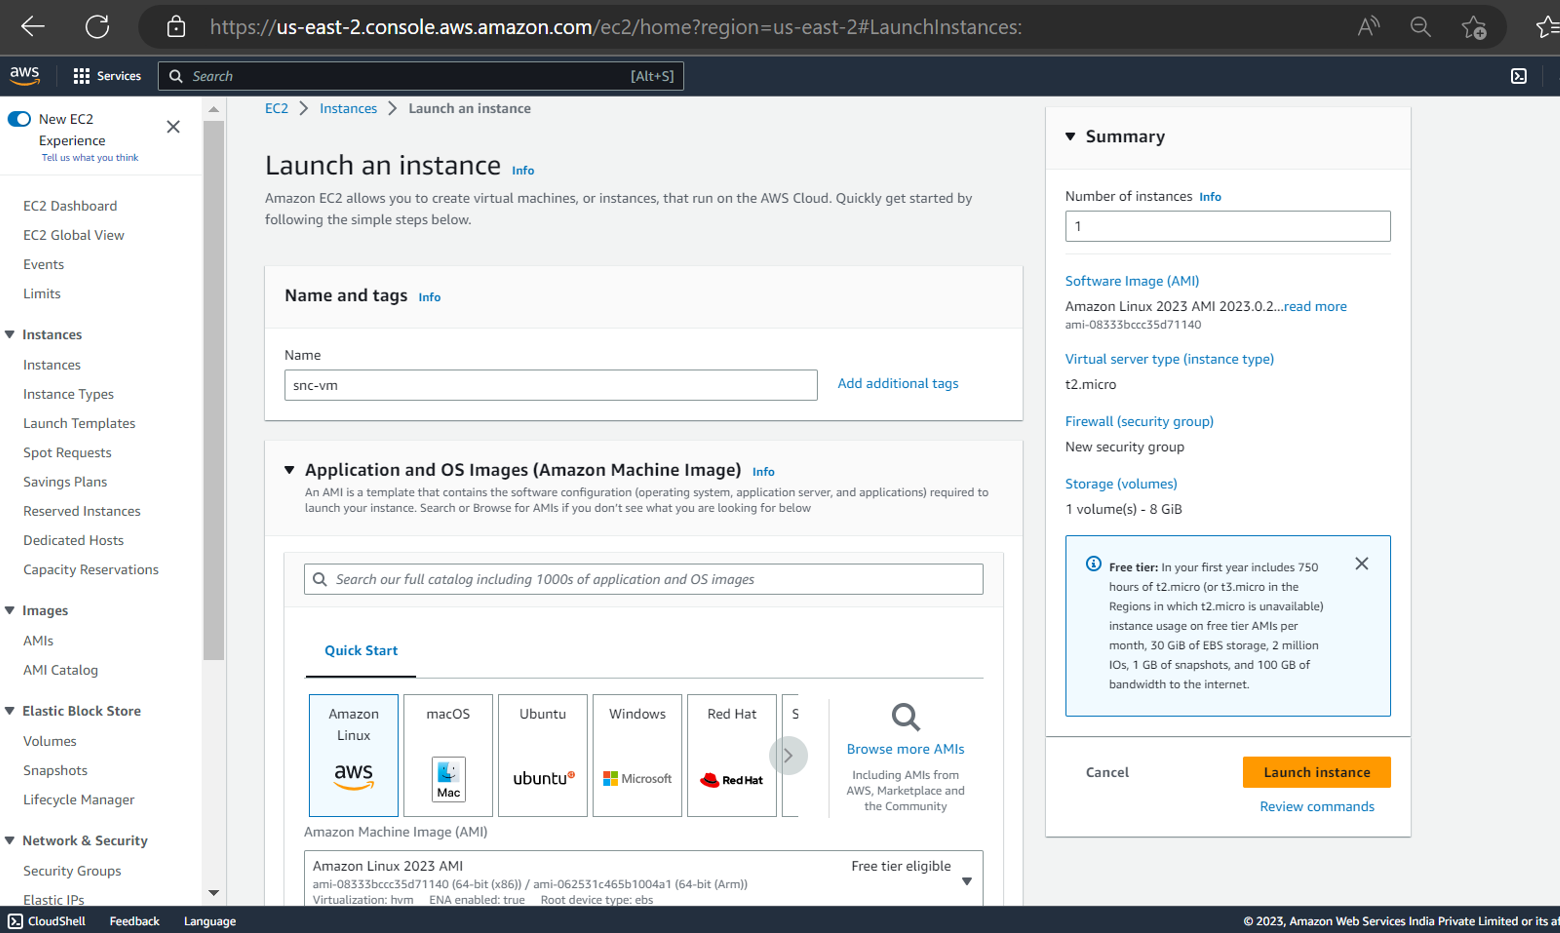 https://us-east-2.console.aws.amazon.com/ec2/home?region=us-east-2#LaunchInstances:
aws
Services
Search
[Alt+S]
New EC2
Experience
Tell us what you think
EC2 Dashboard
EC2 Global View
Events
Limits
Instances
Instances
Instance Types
Launch Templates
Spot Requests
Savings Plans
Reserved Instances
Dedicated Hosts
Capacity Reservations
Images
AMIs
AMI Catalog
Elastic Block Store
Volumes
Snapshots
Lifecycle Manager
Network & Security
Security Groups
Elastic IPs
EC2 Instances Launch an instance
Launch an instance Info
Amazon EC2 allows you to create virtual machines, or instances, that run on the AWS Cloud. Quickly get started by
following the simple steps below.
Name and tags Info
Name
snc-vm
Add additional tags
Application and OS Images (Amazon Machine Image) Info
An AMI is a template that contains the software configuration (operating system, application server, and applications) required to
launch your instance. Search or Browse for AMIs if you don't see what you are looking for below
Search our full catalog including 1000s of application and OS images
Quick Start
Amazon
Linux
aws
macOS
Mac
Ubuntu
ubuntu
Windows
Microsoft
Red Hat
Red Hat
S
Browse more AMIs
Including AMIs from
AWS, Marketplace and
the Community
Amazon Machine Image (AMI)
Amazon Linux 2023 AMI
Free tier eligible
ami-08333bccc35d71140 (64-bit (x86)) / ami-062531c465b1004a1 (64-bit (Arm))
Virtualization: hvm ENA enabled: true Root device type: ebs
Summary
Number of instances Info
1
Software Image (AMI)
Amazon Linux 2023 AMI 2023.0.2...read more
ami-08333bccc35d71140
Virtual server type (instance type)
t2.micro
Firewall (security group)
New security group
Storage (volumes)
1 volume(s) - 8 GiB
Free tier: In your first year includes 750
hours of t2.micro (or t3.micro in the
Regions in which t2.micro is unavailable)
instance usage on free tier AMIs per
month, 30 GiB of EBS storage, 2 million
IOs, 1 GB of snapshots, and 100 GB of
bandwidth to the internet.
Cancel
Launch instance
Review commands
CloudShell Feedback Language
© 2023, Amazon Web Services India Private Limited or its af